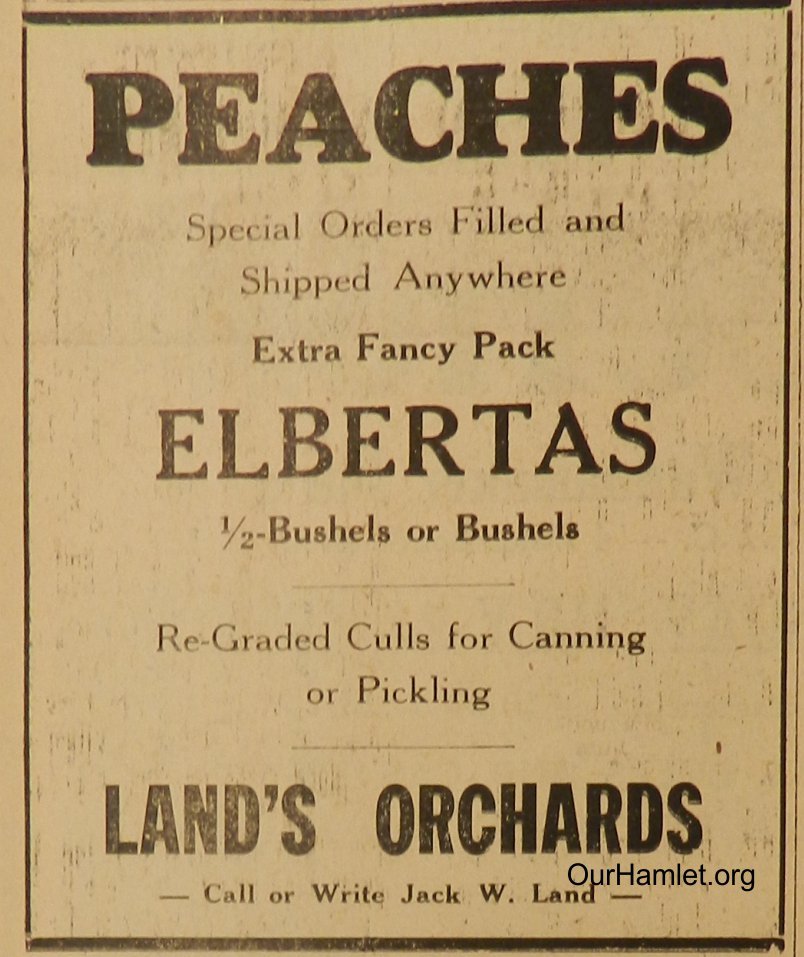 PEACHES
Special Orders Filled and
Shipped Anywhere
Extra Fancy Pack
ELBERTAS
½-Bushels or Bushels
Re-Graded Culls for Canning
or Pickling
LAND'S ORCHARDS
OurHamlet.org
— Call or Write Jack W. Land —